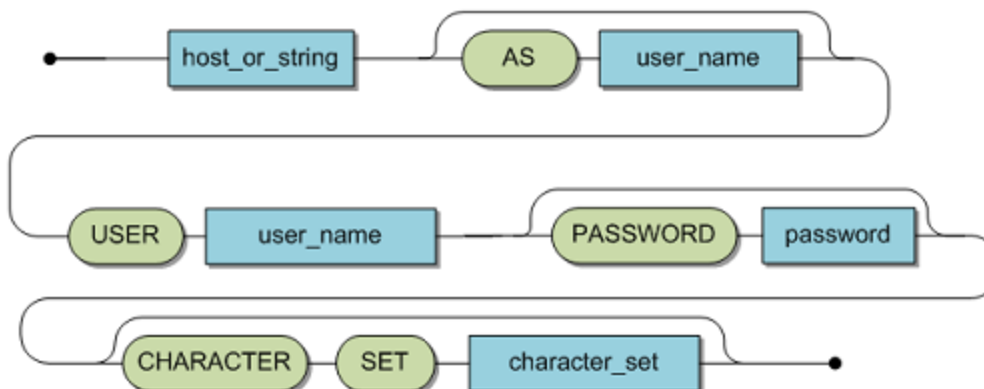 host_or_string AS user_name
USER user_name PASSWORD password
CHARACTER SET character_set